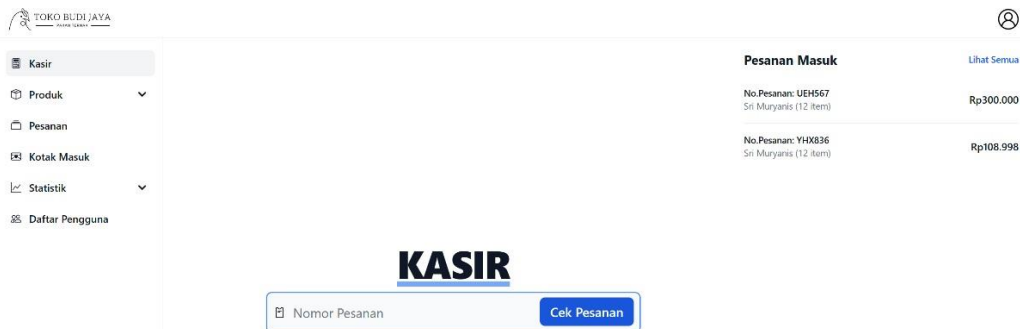 TOKO BUDI JAYA
Kasir
Produk
Pesanan
Kotak Masuk
Statistik
Daftar Pengguna
KASIR
Nomor Pesanan
Cek Pesanan
Pesanan Masuk
Lihat Semua
No.Pesanan: UEH567
Sri Muryanis (12 item)
Rp300.000
No.Pesanan: YHX836
Sri Muryanis (12 item)
Rp108.998